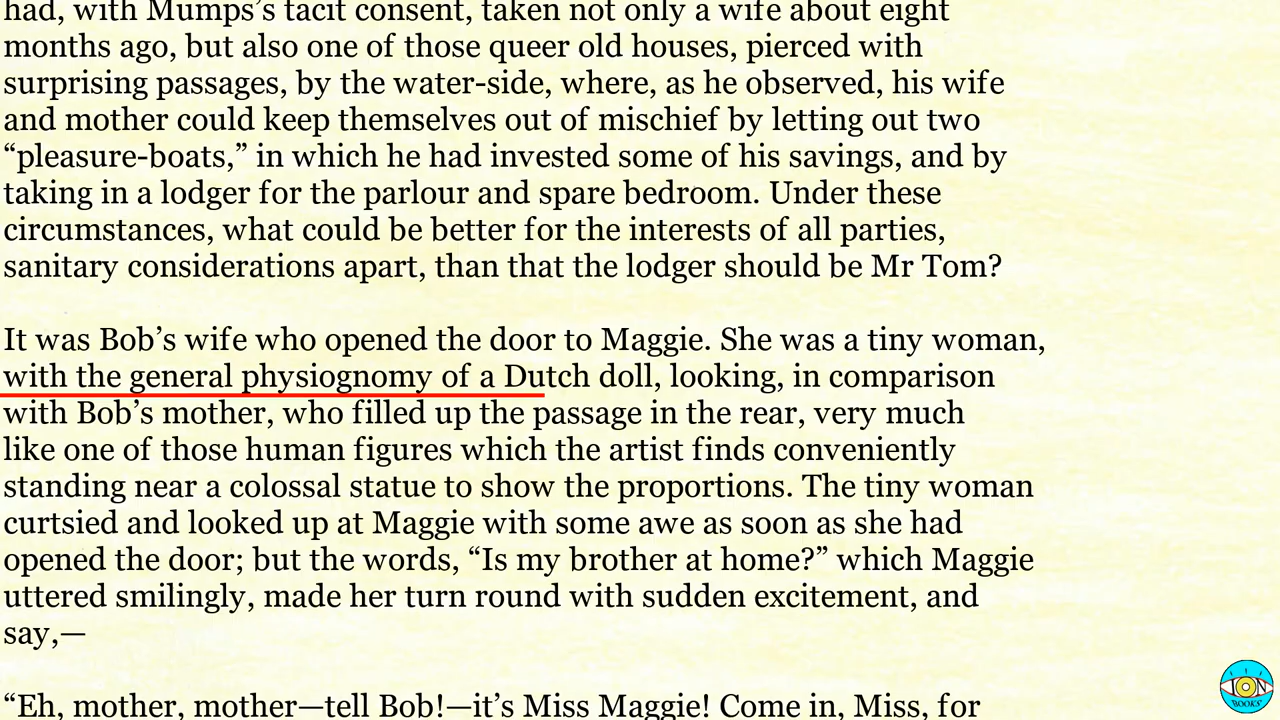 had, with Mumps’s tacit consent, taken not only a wife about eight
months ago, but also one of those queer old houses, pierced with
surprising passages, by the water-side, where, as he observed, his wife
and mother could keep themselves out of mischief by letting out two
“pleasure-boats,” in which he had invested some of his savings, and by
taking in a lodger for the parlour and spare bedroom. Under these
circumstances, what could be better for the interests of all parties,
sanitary considerations apart, than that the lodger should be Mr Tom?
It was Bob’s wife who opened the door to Maggie. She was a tiny woman,
with the general physiognomy of a Dutch doll, looking, in comparison
with Bob’s mother, who filled up the passage in the rear, very much
like one of those human figures which the artist finds conveniently
standing near a colossal statue to show the proportions. The tiny woman
curtsied and looked up at Maggie with some awe as soon as she had
opened the door; but the words, “Is my brother at home?” which Maggie
uttered smilingly, made her turn round with sudden excitement, and
say,—
“Eh, mother, mother—tell Bob!—it’s Miss Maggie! Come in, Miss, for
ION
BOOKS